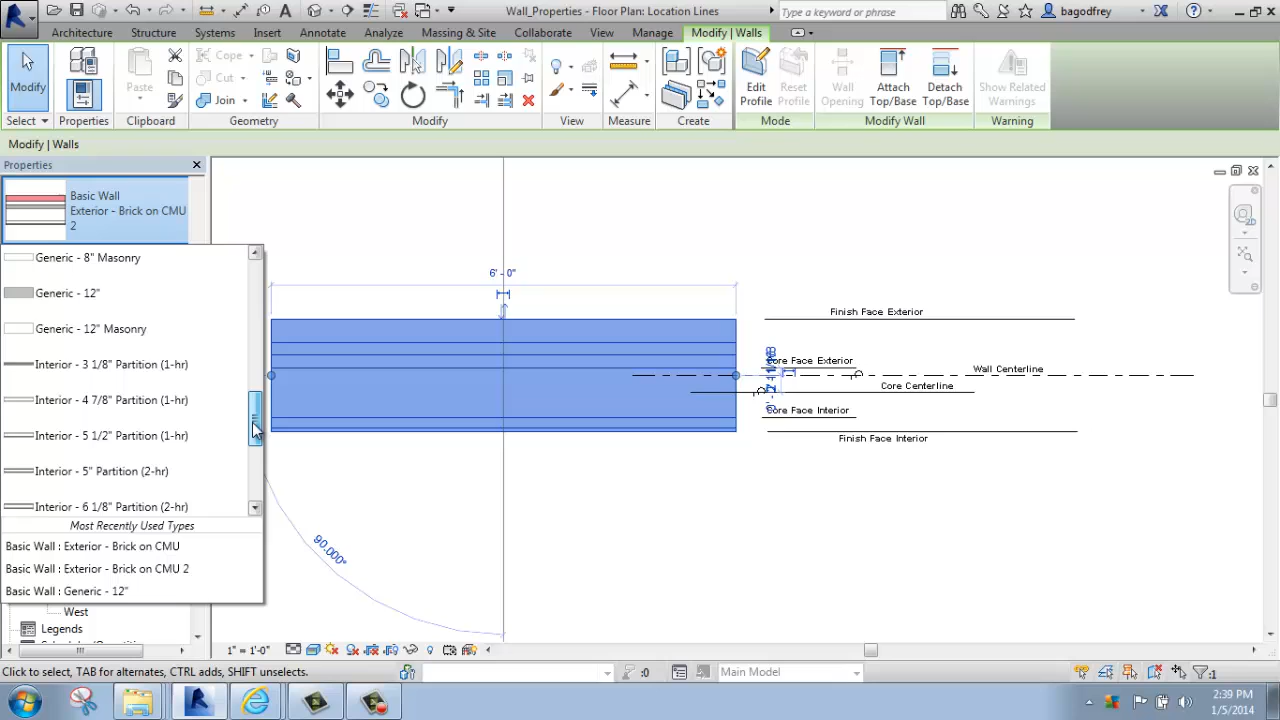 Wall_Properties - Floor Plan: Location Lines
Type a keyword or phrase
bagodfrey
Architecture Structure Systems Insert Annotate Analyze Massing & Site Collaborate View Manage Modify | Walls
Modify
Paste
Cope
Cut
Join
Edit Profile
Reset Profile
Wall Opening
Attach Top/Base
Detach Top/Base
Show Related Warnings
Select Properties Clipboard Geometry Modify View Measure Create Mode Modify Wall Warning
Modify | Walls
Properties
Basic Wall
Exterior - Brick on CMU
2
Generic - 8" Masonry
Generic - 12"
Generic - 12" Masonry
Interior - 3 1/8" Partition (1-hr)
Interior - 4 7/8" Partition (1-hr)
Interior - 5 1/2" Partition (1-hr)
Interior - 5" Partition (2-hr)
Interior - 6 1/8" Partition (2-hr)
Most Recently Used Types
Basic Wall : Exterior - Brick on CMU
Basic Wall : Exterior - Brick on CMU 2
Basic Wall : Generic - 12"
West
Legends
6' - 0"
90.000°
Finish Face Exterior
Core Face Exterior
Wall Centerline
Core Centerline
Core Face Interior
Finish Face Interior
1" = 1'-0"
Click to select, TAB for alternates, CTRL adds, SHIFT unselects.
:0
Main Model
:1
2:39 PM
1/5/2014